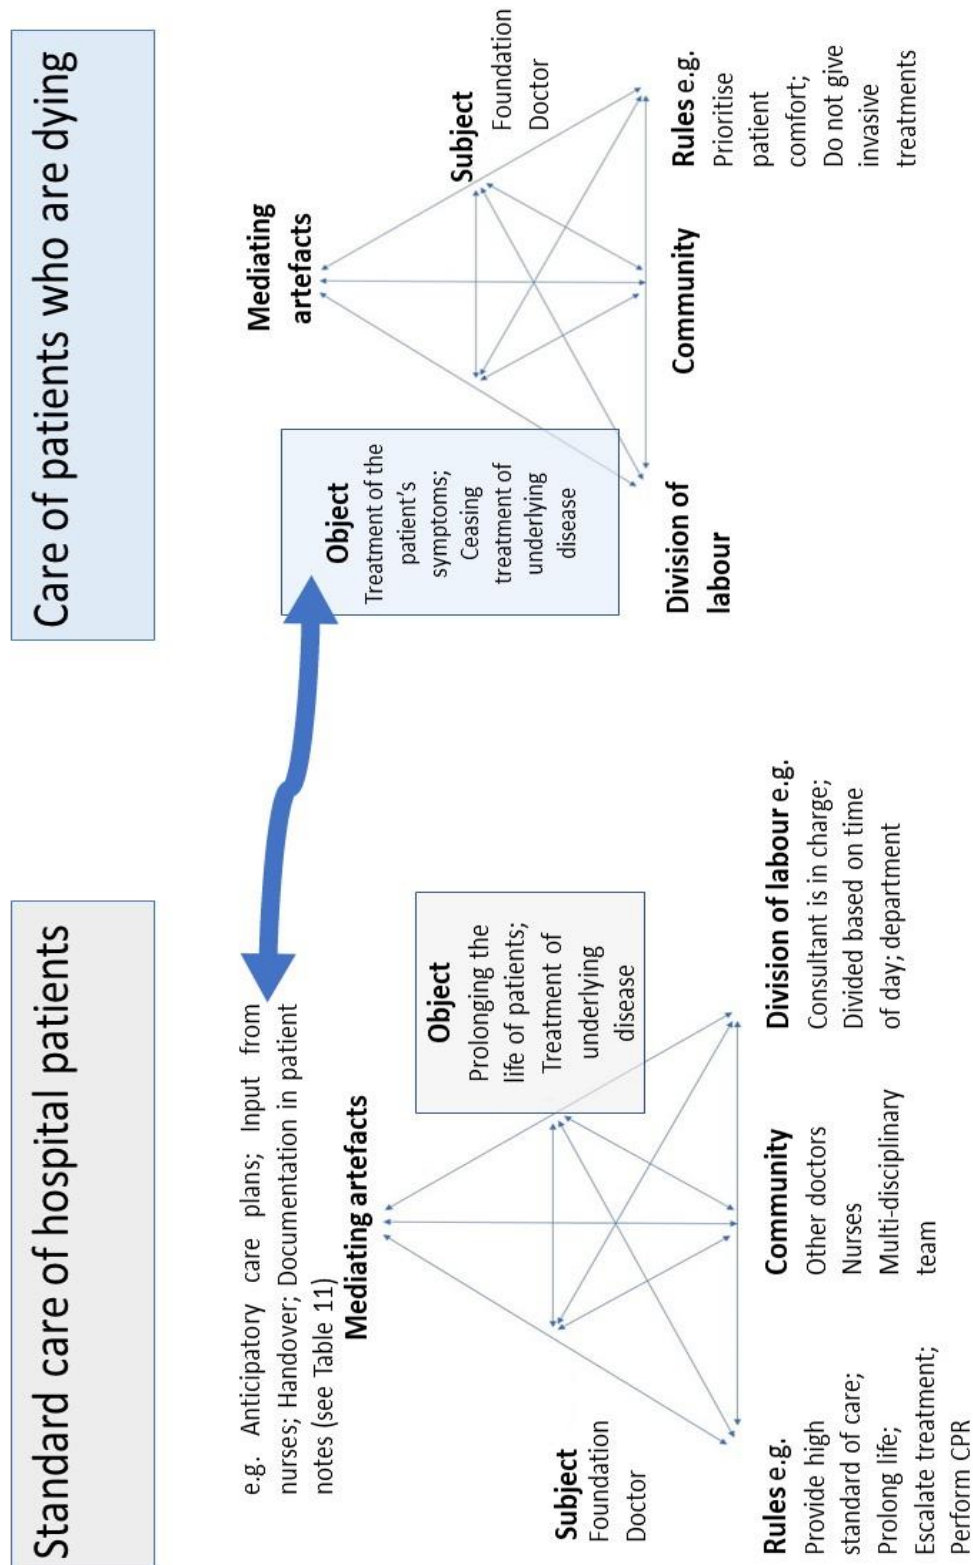 Standard care of hospital patients
e.g. Anticipatory care plans; Input from
nurses; Handover; Documentation in patient
notes (see Table 11)
Mediating artefacts
Subject
Foundation
Doctor
Object
Prolonging the
life of patients;
Treatment of
underlying
disease
Rules e.g.
Provide high
standard of care;
Prolong life;
Escalate treatment;
Perform CPR
Community
Other doctors
Nurses
Multi-disciplinary
team
Division of labour e.g.
Consultant is in charge;
Divided based on time
of day; department
Care of patients who are dying
Mediating
artefacts
Object
Treatment of the
patient's
symptoms;
Ceasing
treatment of
underlying
disease
Subject
Foundation
Doctor
Division of
labour
Community
Rules e.g.
Prioritise
patient
comfort;
Do not give
invasive
treatments